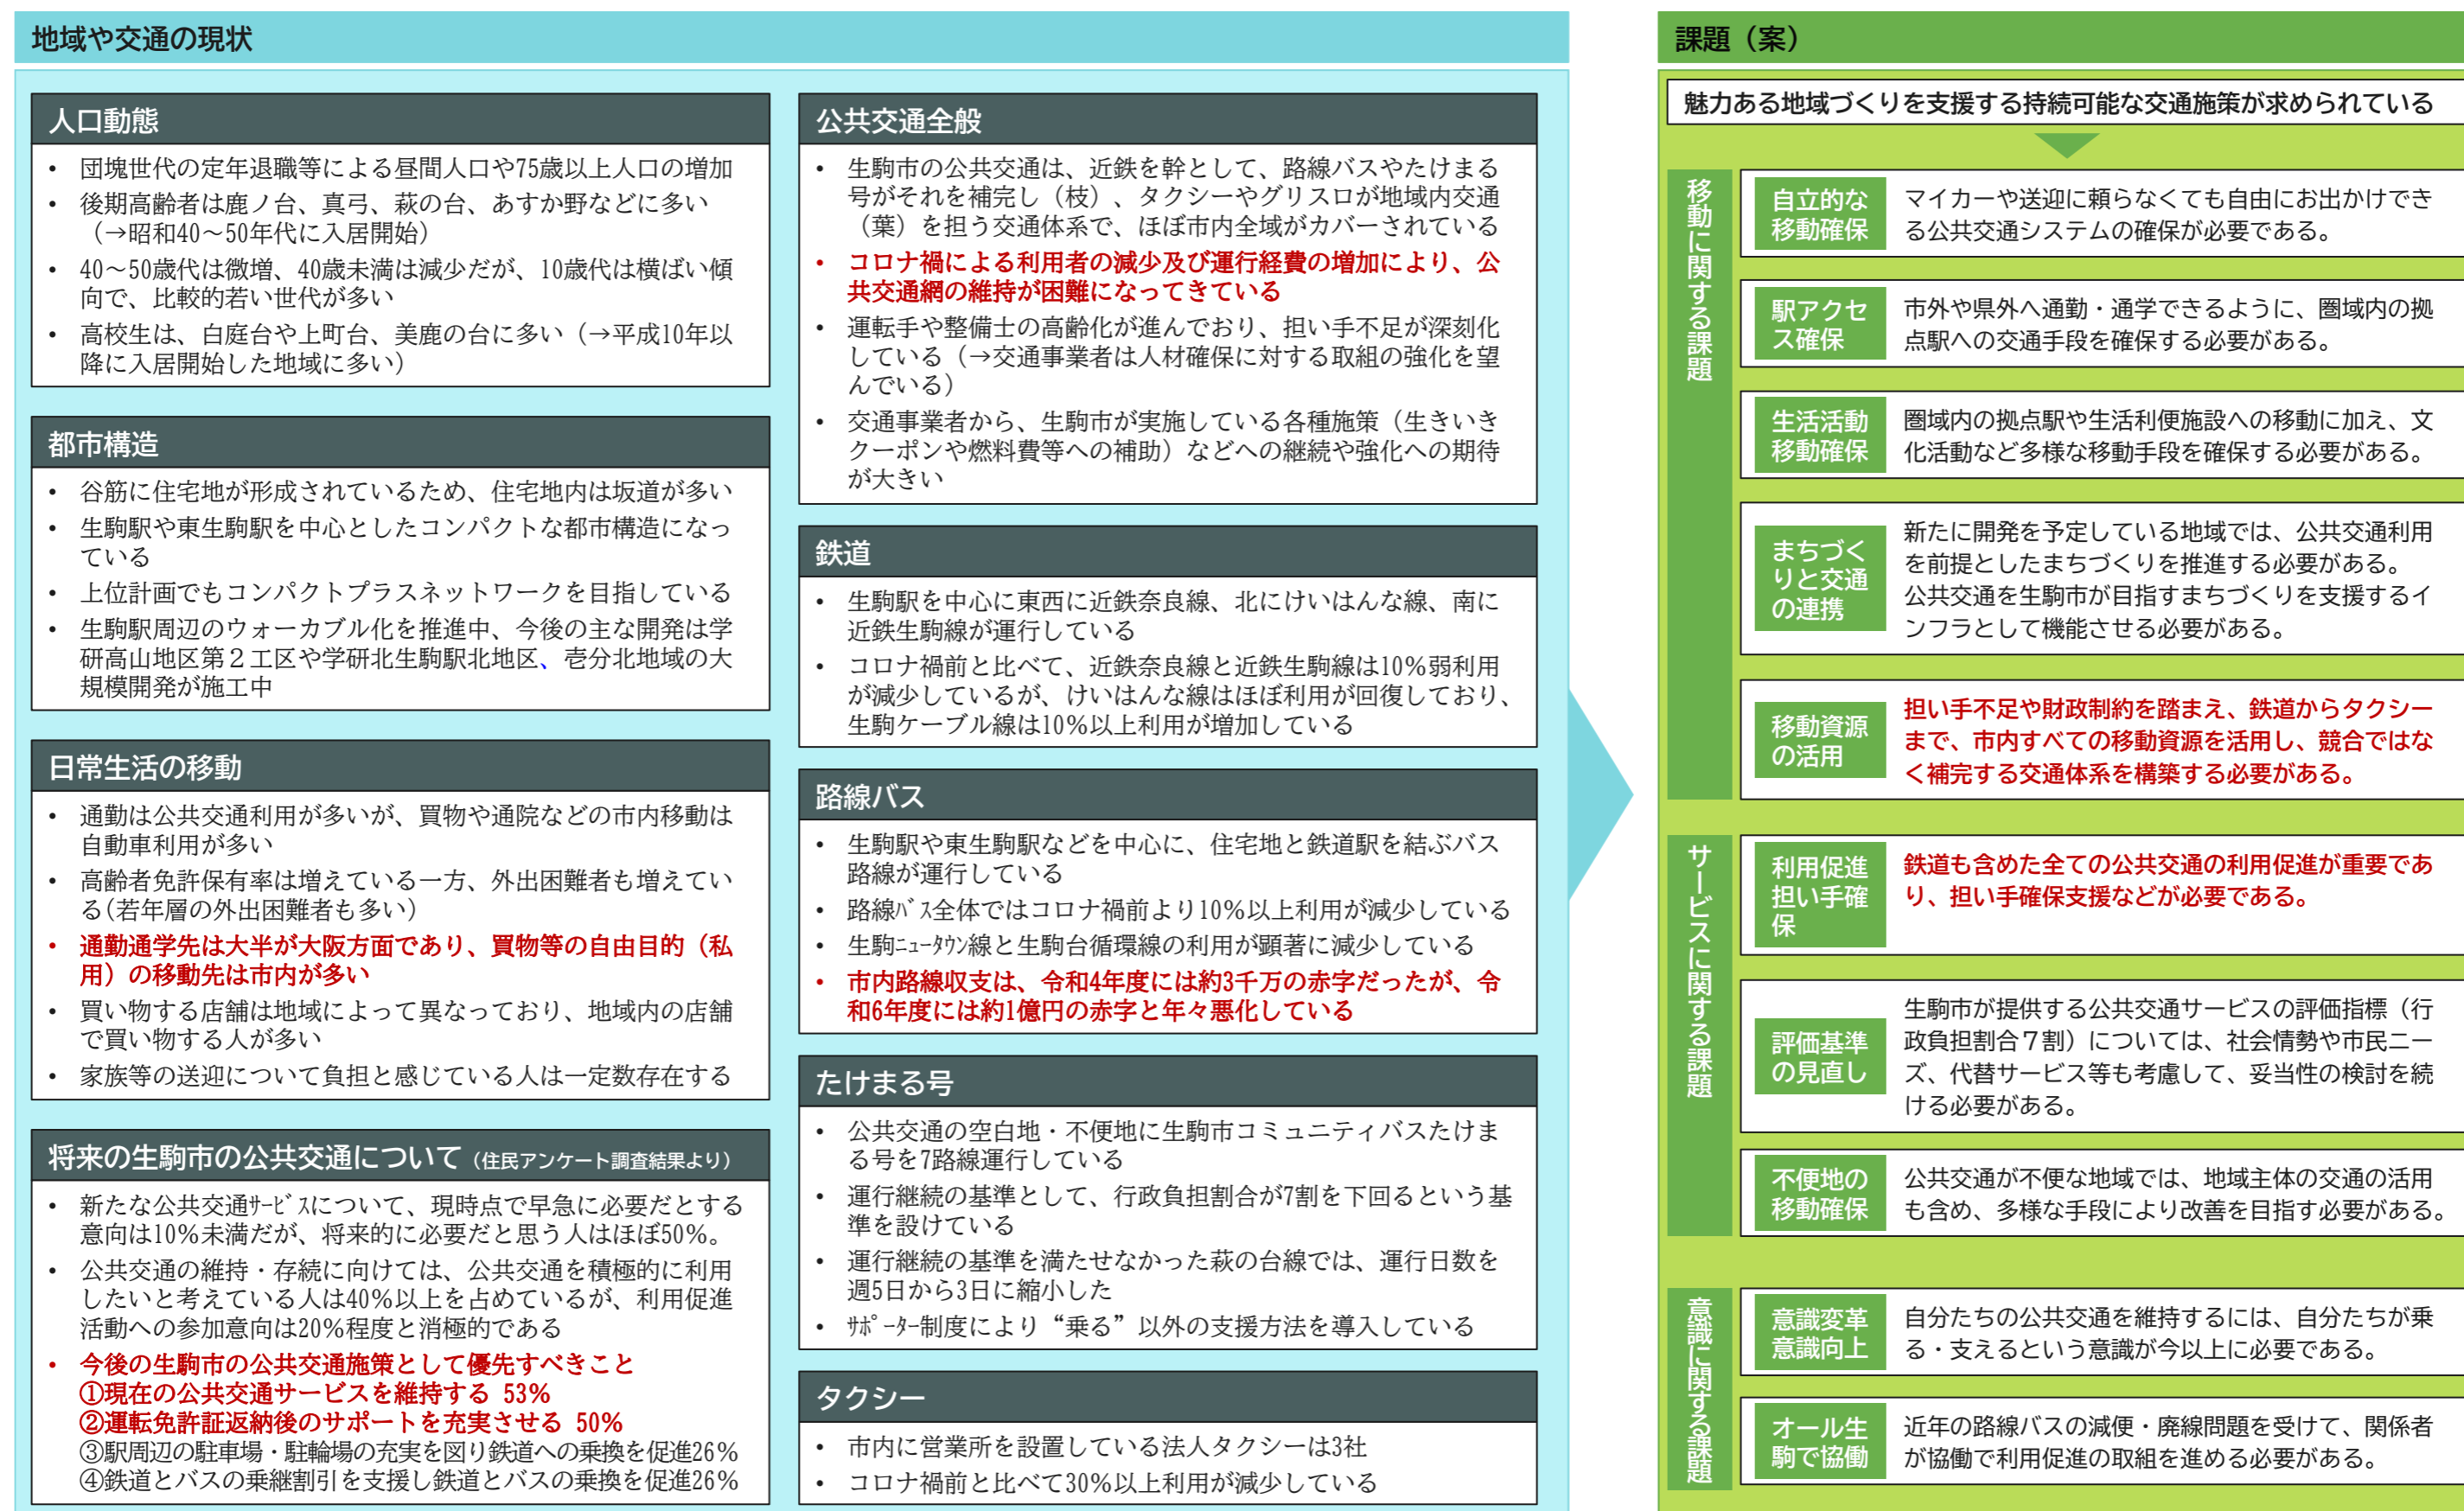 地域や交通の現状
人口動態
• 団塊世代の定年退職等による昼間人口や75歳以上人口の増加
• 後期高齢者は鹿ノ台、真弓、萩の台、あすか野などに多い
（→昭和40～50年代に入居開始）
• 40～50歳代は微増、40歳未満は減少だが、10歳代は横ばい傾
向で、比較的若い世代が多い
• 高校生は、白庭台や上町台、美鹿の台に多い（→平成10年以
降に入居開始した地域に多い）
都市構造
• 谷筋に住宅地が形成されているため、住宅地内は坂道が多い
• 生駒駅や東生駒駅を中心としたコンパクトな都市構造になっ
ている
• 上位計画でもコンパクトプラスネットワークを目指している
• 生駒駅周辺のウォーカブル化を推進中、今後の主な開発は学
研高山地区第２工区や学研北生駒駅北地区、壱分北地域の大
規模開発が施工中
日常生活の移動
• 通勤は公共交通利用が多いが、買物や通院などの市内移動は
自動車利用が多い
• 高齢者免許保有率は増えている一方、外出困難者も増えてい
る(若年層の外出困難者も多い)
• 通勤通学先は大半が大阪方面であり、買物等の自由目的（私
用）の移動先は市内が多い
• 買い物する店舗は地域によって異なっており、地域内の店舗
で買い物する人が多い
• 家族等の送迎について負担と感じている人は一定数存在する
将来の生駒市の公共交通について（住民アンケート調査結果より）
• 新たな公共交通ｻｰﾋﾞｽについて、現時点で早急に必要だとする
意向は10％未満だが、将来的に必要だと思う人はほぼ50％。
• 公共交通の維持・存続に向けては、公共交通を積極的に利用
したいと考えている人は40％以上を占めているが、利用促進
活動への参加意向は20％程度と消極的である
• 今後の生駒市の公共交通施策として優先すべきこと
①現在の公共交通サービスを維持する 53％
②運転免許証返納後のサポートを充実させる 50％
③駅周辺の駐車場・駐輪場の充実を図り鉄道への乗換を促進26％
④鉄道とバスの乗継割引を支援し鉄道とバスの乗換を促進26％
公共交通全般
• 生駒市の公共交通は、近鉄を幹として、路線バスやたけまる
号がそれを補完し（枝）、タクシーやグリスロが地域内交通
（葉）を担う交通体系で、ほぼ市内全域がカバーされている
• コロナ禍による利用者の減少及び運行経費の増加により、公
共交通網の維持が困難になってきている
• 運転手や整備士の高齢化が進んでおり、担い手不足が深刻化
している（→交通事業者は人材確保に対する取組の強化を望
んでいる）
• 交通事業者から、生駒市が実施している各種施策（生きいき
クーポンや燃料費等への補助）などへの継続や強化への期待
が大きい
鉄道
• 生駒駅を中心に東西に近鉄奈良線、北にけいはんな線、南に
近鉄生駒線が運行している
• コロナ禍前と比べて、近鉄奈良線と近鉄生駒線は10％弱利用
が減少しているが、けいはんな線はほぼ利用が回復しており、
生駒ケーブル線は10％以上利用が増加している
路線バス
• 生駒駅や東生駒駅などを中心に、住宅地と鉄道駅を結ぶバス
路線が運行している
• 路線ﾊﾞｽ全体ではコロナ禍前より10％以上利用が減少している
• 生駒ﾆｭｰﾀｳﾝ線と生駒台循環線の利用が顕著に減少している
• 市内路線収支は、令和4年度には約3千万の赤字だったが、令
和6年度には約1億円の赤字と年々悪化している
たけまる号
• 公共交通の空白地・不便地に生駒市コミュニティバスたけま
る号を7路線運行している
• 運行継続の基準として、行政負担割合が7割を下回るという基
準を設けている
• 運行継続の基準を満たせなかった萩の台線では、運行日数を
週5日から3日に縮小した
• ｻﾎﾟｰﾀｰ制度により“乗る”以外の支援方法を導入している
タクシー
• 市内に営業所を設置している法人タクシーは3社
• コロナ禍前と比べて30％以上利用が減少している
課題（案）
魅力ある地域づくりを支援する持続可能な交通施策が求められている
移動に関する課題
自立的な
移動確保
マイカーや送迎に頼らなくても自由にお出かけでき
る公共交通システムの確保が必要である。
駅アクセ
ス確保
市外や県外へ通勤・通学できるように、圏域内の拠
点駅への交通手段を確保する必要がある。
生活活動
移動確保
圏域内の拠点駅や生活利便施設への移動に加え、文
化活動など多様な移動手段を確保する必要がある。
まちづく
りと交通
の連携
新たに開発を予定している地域では、公共交通利用
を前提としたまちづくりを推進する必要がある。
公共交通を生駒市が目指すまちづくりを支援するイ
ンフラとして機能させる必要がある。
移動資源
の活用
担い手不足や財政制約を踏まえ、鉄道からタクシー
まで、市内すべての移動資源を活用し、競合ではな
く補完する交通体系を構築する必要がある。
サービスに関する課題
利用促進
担い手確
保
鉄道も含めた全ての公共交通の利用促進が重要であ
り、担い手確保支援などが必要である。
評価基準
の見直し
生駒市が提供する公共交通サービスの評価指標（行
政負担割合７割）については、社会情勢や市民ニー
ズ、代替サービス等も考慮して、妥当性の検討を続
ける必要がある。
不便地の
移動確保
公共交通が不便な地域では、地域主体の交通の活用
も含め、多様な手段により改善を目指す必要がある。
意識に関する課題
意識変革
意識向上
自分たちの公共交通を維持するには、自分たちが乗
る・支えるという意識が今以上に必要である。
オール生
駒で協働
近年の路線バスの減便・廃線問題を受けて、関係者
が協働で利用促進の取組を進める必要がある。